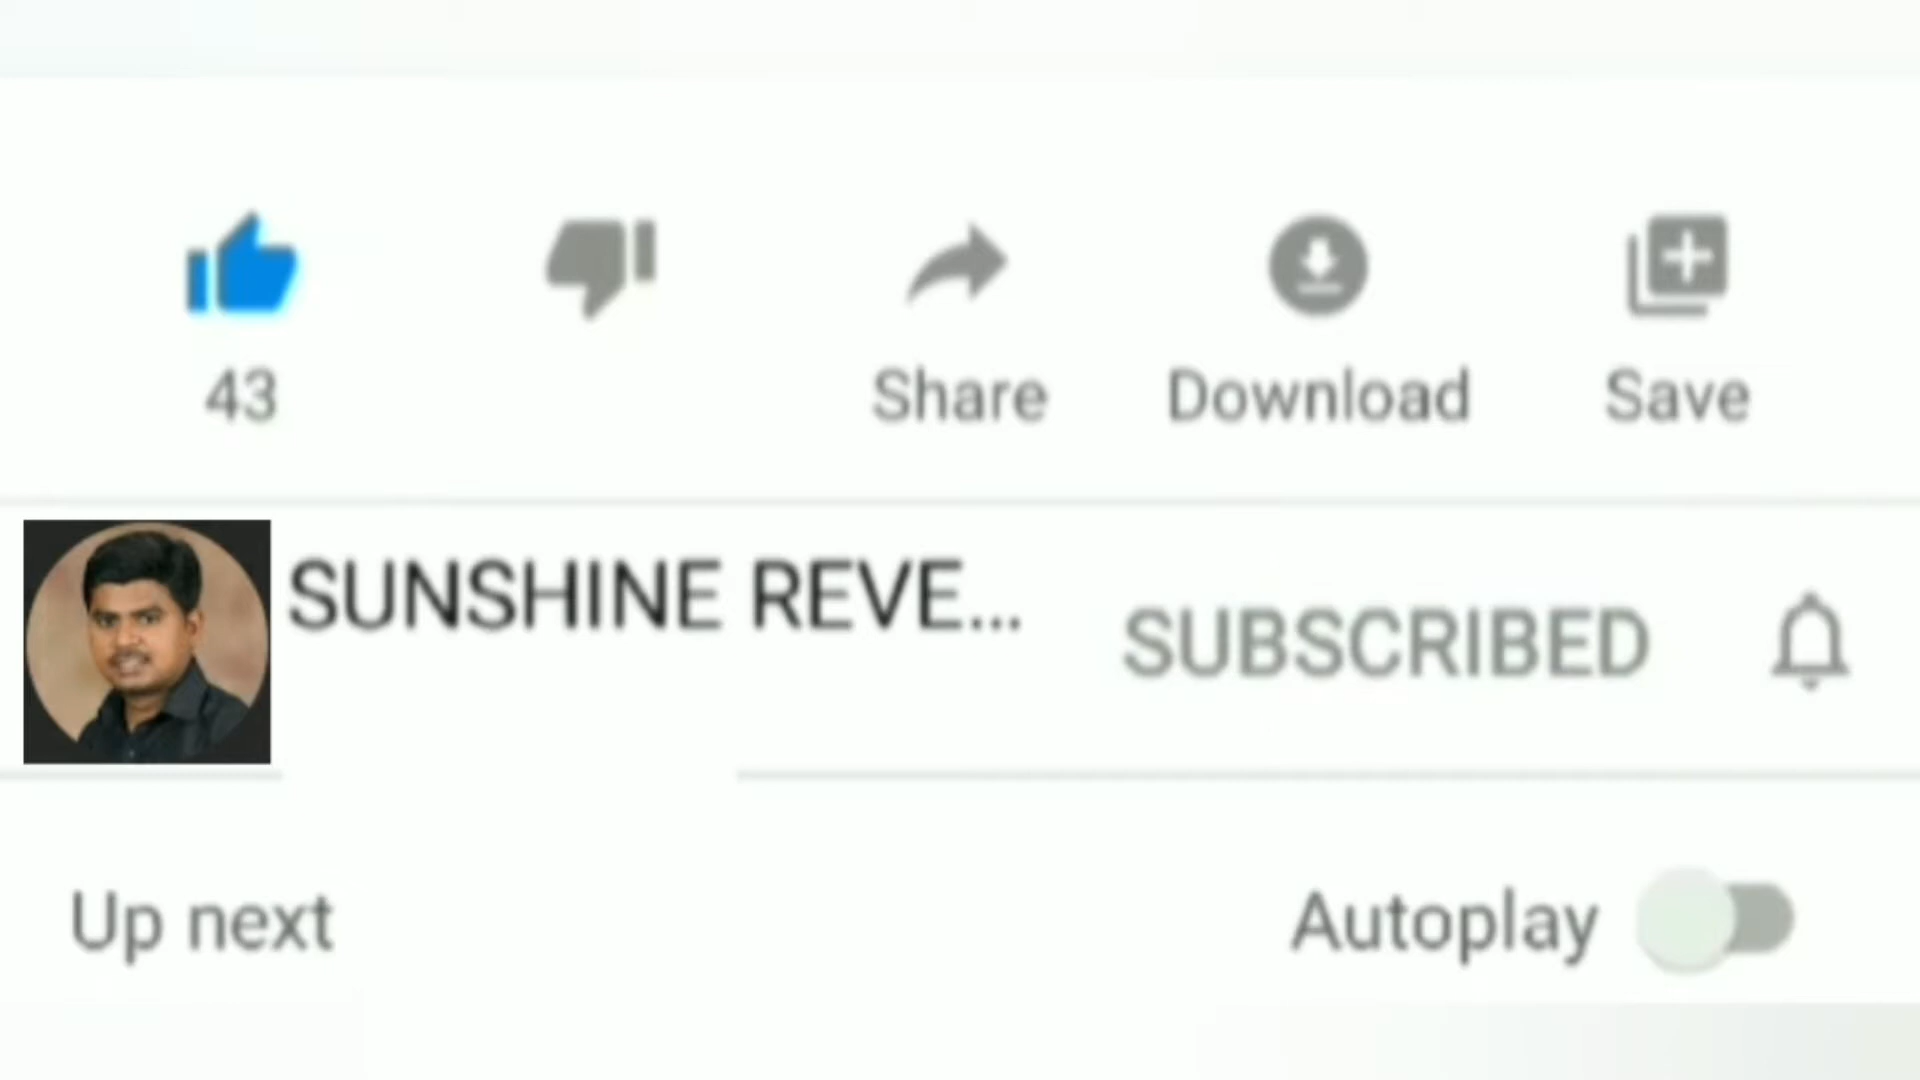 43
Share
Download
Save
SUNSHINE REVE...
SUBSCRIBED
Up next
Autoplay